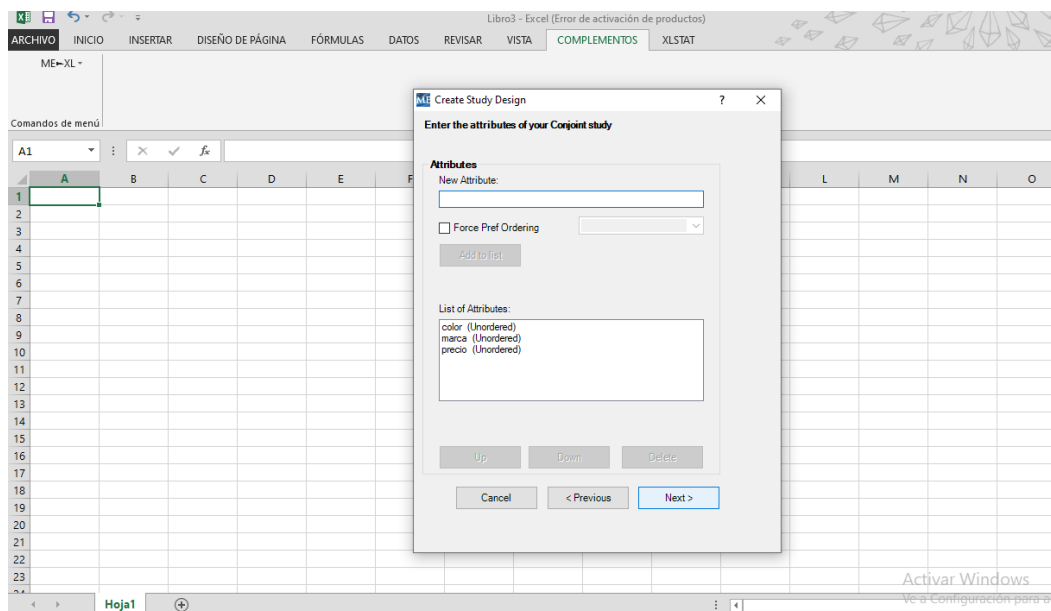 Libro3 - Excel (Error de activación de productos)
ARCHIVO INICIO INSERTAR DISEÑO DE PÁGINA FÓRMULAS DATOS REVISAR VISTA COMPLEMENTOS XLSTAT
ME►XL
Comandos de menú
A1
fx
A B C D E F L M N O
1
2
3
4
5
6
7
8
9
10
11
12
13
14
15
16
17
18
19
20
21
22
23
ME Create Study Design ? X
Enter the attributes of your Conjoint study
Attributes
New Attribute:
Force Pref Ordering
Add to list
List of Attributes:
color (Unordered)
marca (Unordered)
precio (Unordered)
Up Down Delete
Cancel < Previous Next >
Activar Windows
Ve a Configuración para a
Hoja1